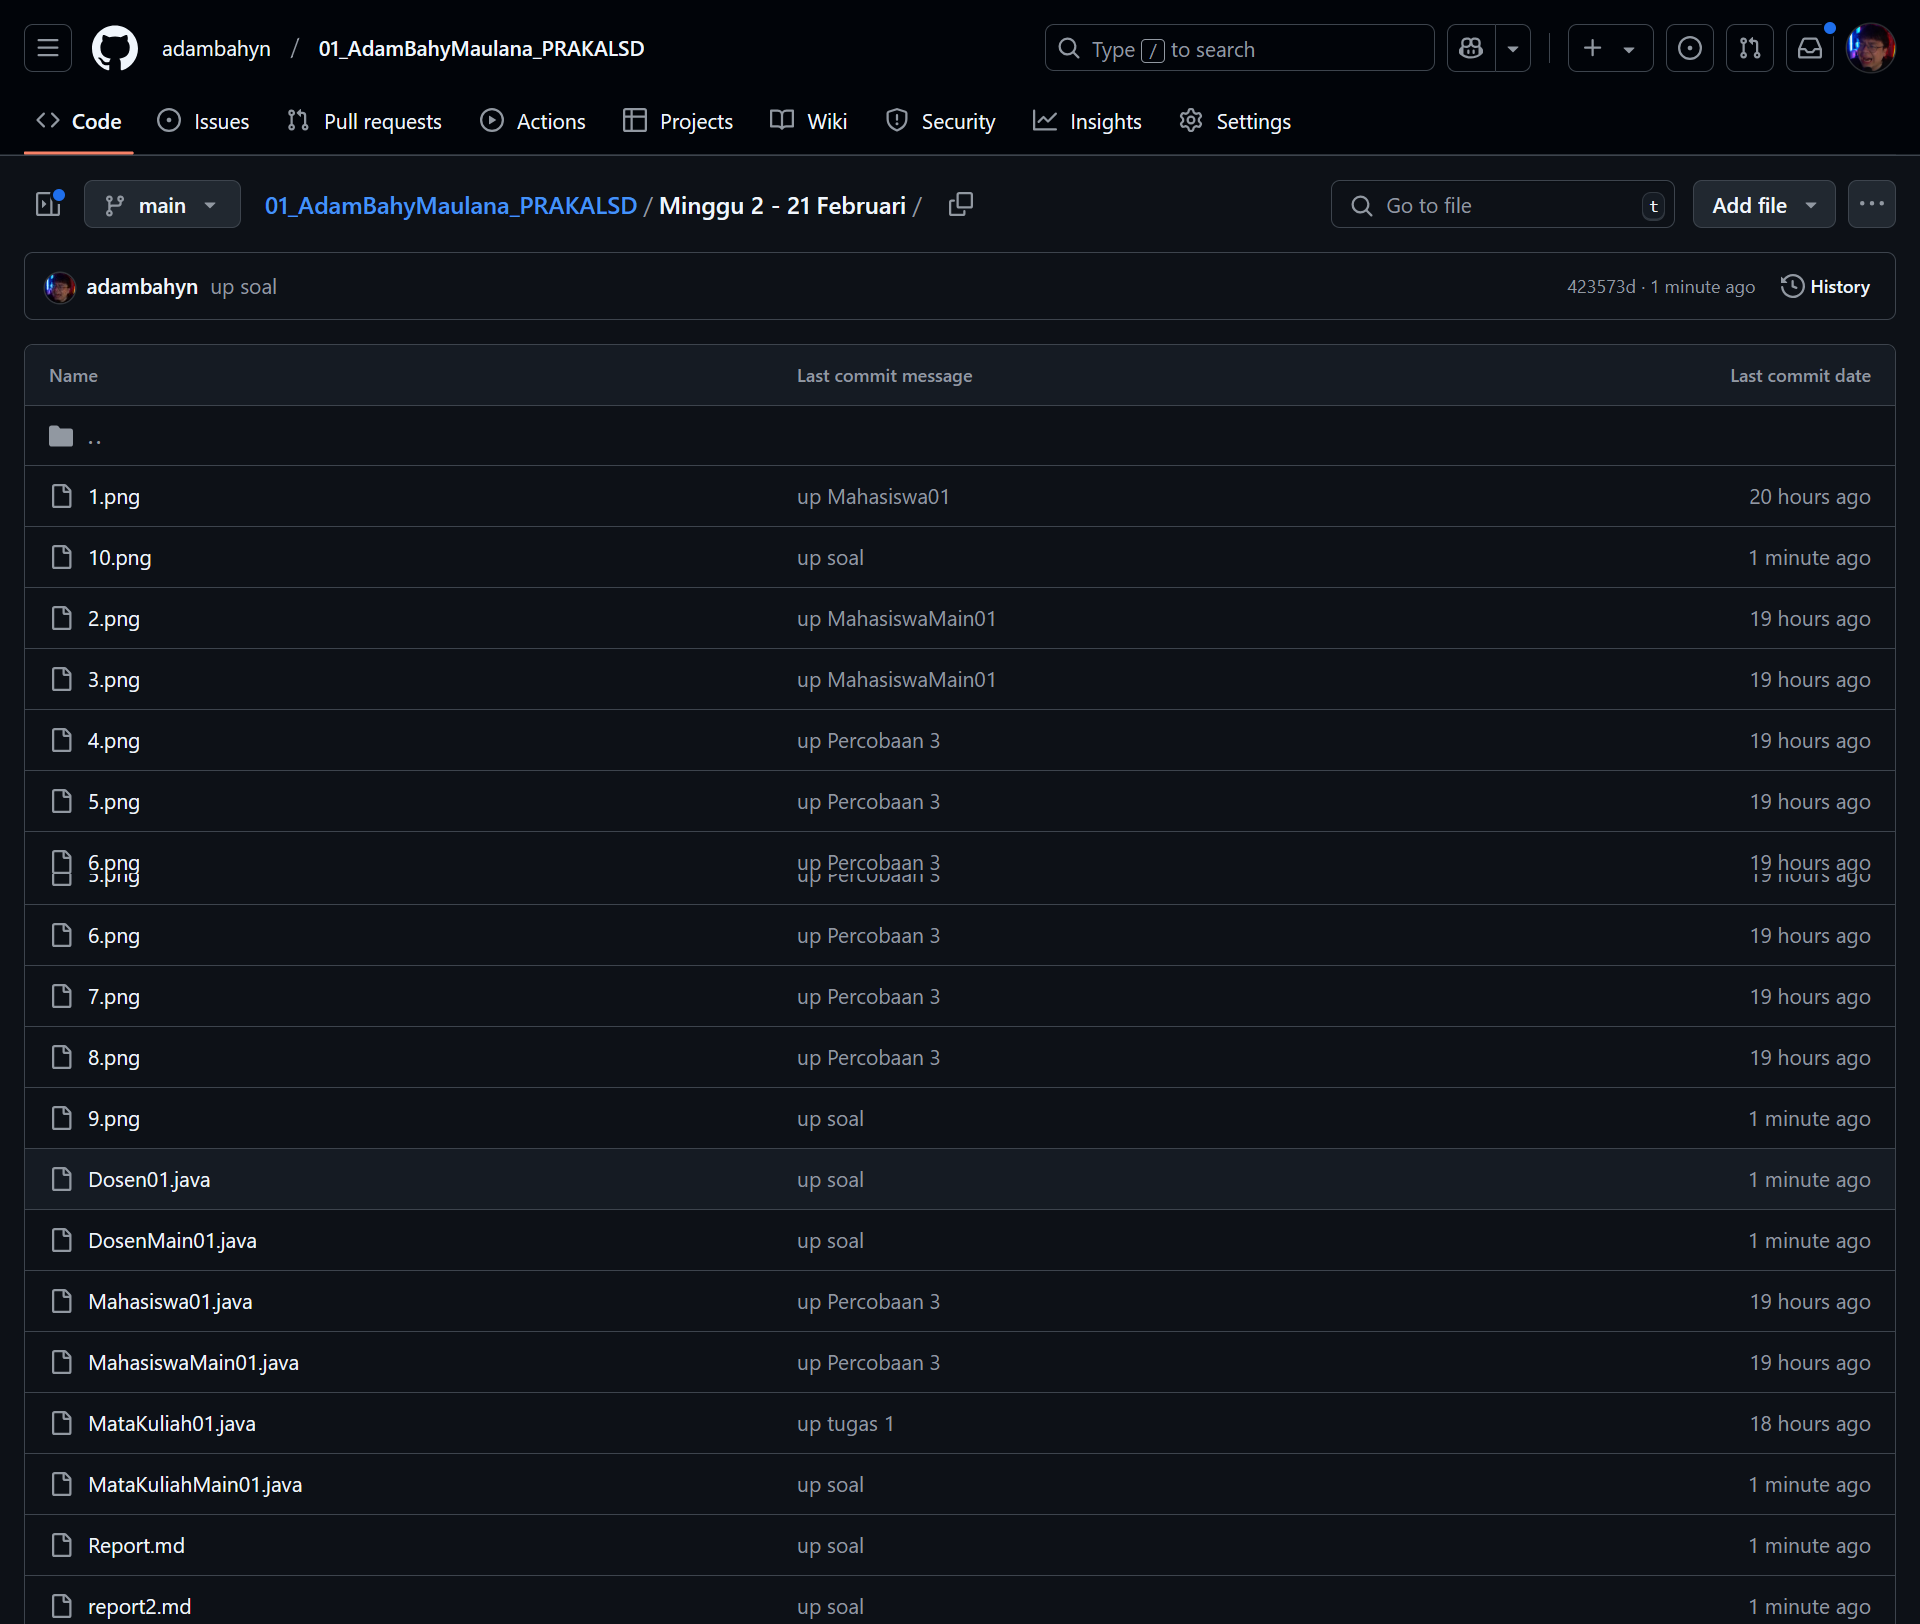 adambahyn / 01_AdamBahyMaulana_PRAKALSD
Type / to search
Code Issues Pull requests Actions Projects Wiki Security Insights Settings
main 01_AdamBahyMaulana_PRAKALSD / Minggu 2 - 21 Februari /
Go to file t Add file
adambahyn up soal 423573d · 1 minute ago History
Name Last commit message Last commit date
..
1.png up Mahasiswa01 20 hours ago
10.png up soal 1 minute ago
2.png up MahasiswaMain01 19 hours ago
3.png up MahasiswaMain01 19 hours ago
4.png up Percobaan 3 19 hours ago
5.png up Percobaan 3 19 hours ago
6.png up Percobaan 3 19 hours ago
5.png up Percobaan 3 19 hours ago
6.png up Percobaan 3 19 hours ago
7.png up Percobaan 3 19 hours ago
8.png up Percobaan 3 19 hours ago
9.png up soal 1 minute ago
Dosen01.java up soal 1 minute ago
DosenMain01.java up soal 1 minute ago
Mahasiswa01.java up Percobaan 3 19 hours ago
MahasiswaMain01.java up Percobaan 3 19 hours ago
MataKuliah01.java up tugas 1 18 hours ago
MataKuliahMain01.java up soal 1 minute ago
Report.md up soal 1 minute ago
report2.md up soal 1 minute ago